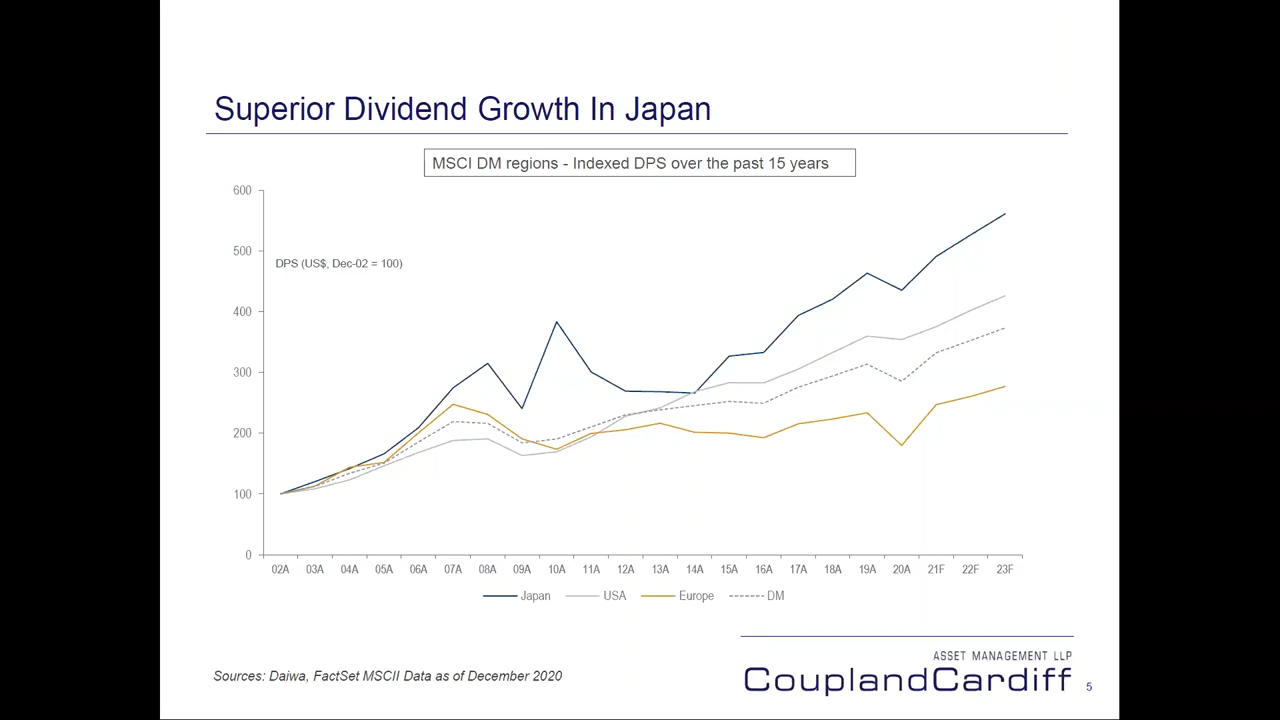 Superior Dividend Growth In Japan
MSCI DM regions - Indexed DPS over the past 15 years
600
500
DPS (US$, Dec-02 = 100)
400
300
200
100
0
02A 03A 04A 05A 06A 07A 08A 09A 10A 11A 12A 13A 14A 15A 16A 17A 18A 19A 20A 21F 22F 23F
Japan USA Europe DM
ASSET MANAGEMENT LLP
Sources: Daiwa, FactSet MSCII Data as of December 2020
CouplandCardiff 5